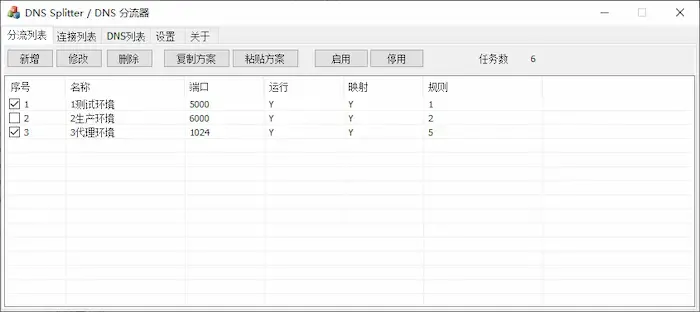 DNS Splitter / DNS 分流器
分流列表 连接列表 DNS列表 设置 关于
新增 修改 删除 复制方案 粘贴方案 启用 停用 任务数 6
序号 名称 端口 运行 映射 规则
1 1测试环境 5000 Y Y 1
2 2生产环境 6000 Y Y 2
3 3代理环境 1024 Y Y 5